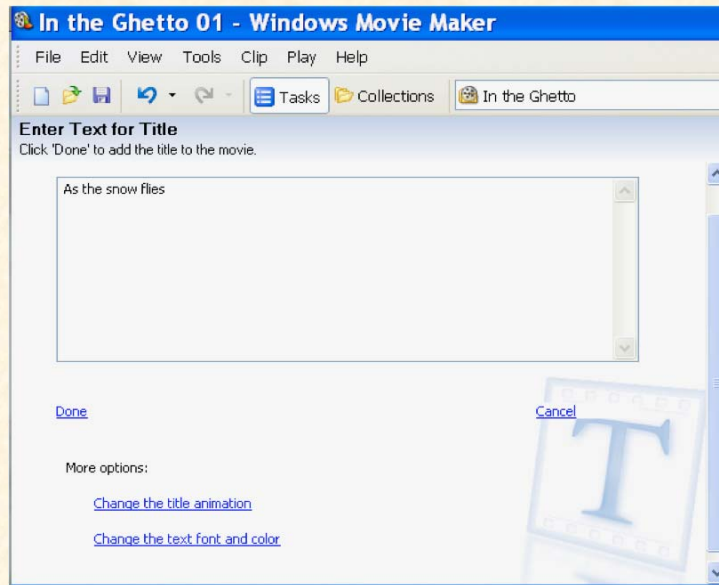 In the Ghetto 01 - Windows Movie Maker
File Edit View Tools Clip Play Help
Tasks Collections In the Ghetto
Enter Text for Title
Click 'Done' to add the title to the movie.
As the snow flies
Done Cancel
More options:
Change the title animation
Change the text font and color
T